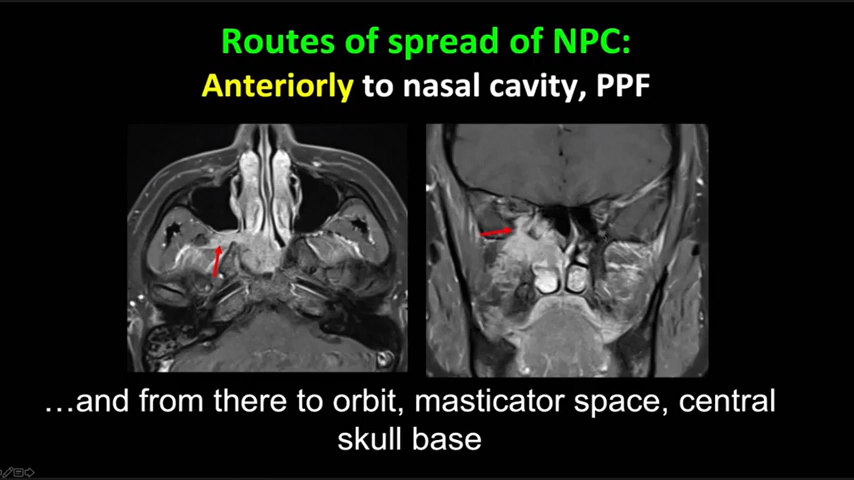 Routes of spread of NPC:
Anteriorly to nasal cavity, PPF
…and from there to orbit, masticator space, central
skull base